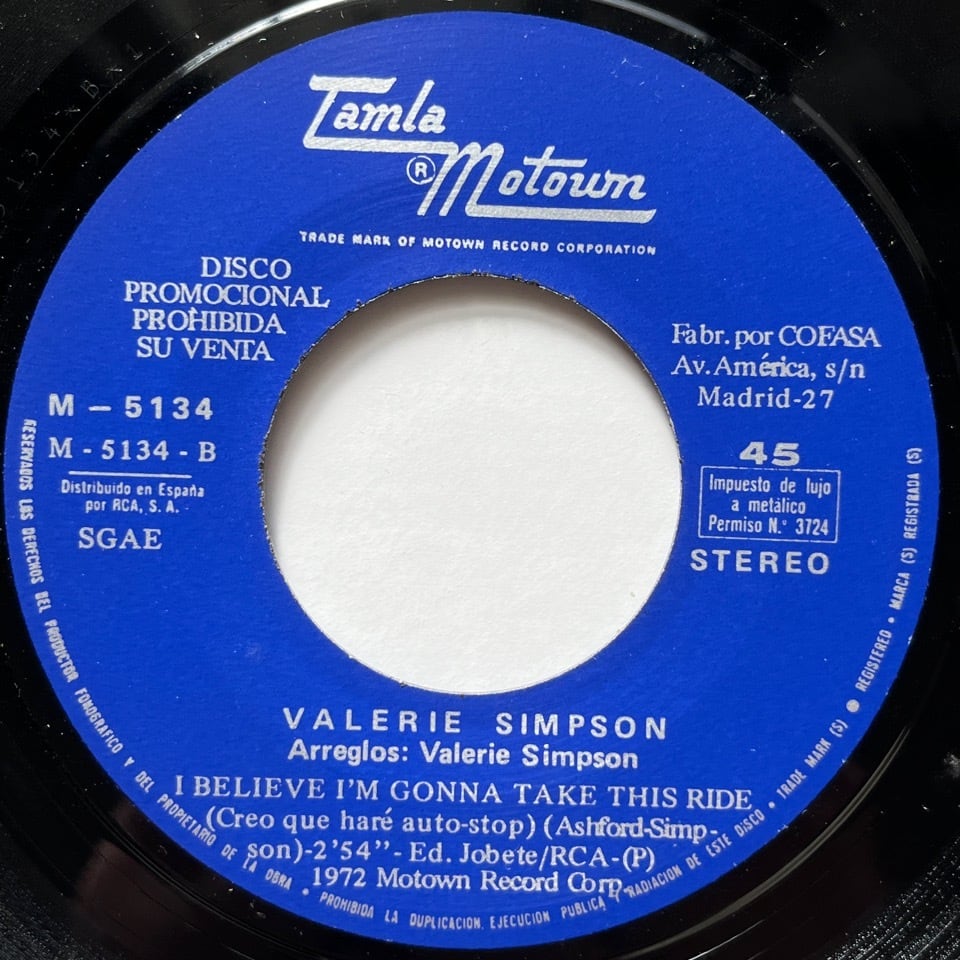 Tamla
Motown
®
TRADE MARK OF MOTOWN RECORD CORPORATION
DISCO
PROMOCIONAL
PROHIBIDA
SU VENTA
M - 5134
M - 5134 - B
Distribuido en España
por RCA, S. A.
SGAE
Fabr. por COFASA
Av. América, s/n
Madrid-27
45
Impuesto de lujo
a metálico
Permiso N.º 3724
STEREO
VALERIE SIMPSON
Arreglos: Valerie Simpson
I BELIEVE I'M GONNA TAKE THIS RIDE
(Creo que haré auto-stop) (Ashford-Simp-
son)-2'54"- Ed. Jobete/RCA-(P)
1972 Motown Record Corp.
RESERVADOS LOS DERECHOS DEL PRODUCTOR FONOGRAFICO Y DEL PROPIETARIO DE LA OBRA • PROHIBIDA LA DUPLICACION, EJECUCION PUBLICA Y RADIACION DE ESTE DISCO • TRADE MARK (S) ● REGISTERED • MARCA (S) REGISTRADA (S)